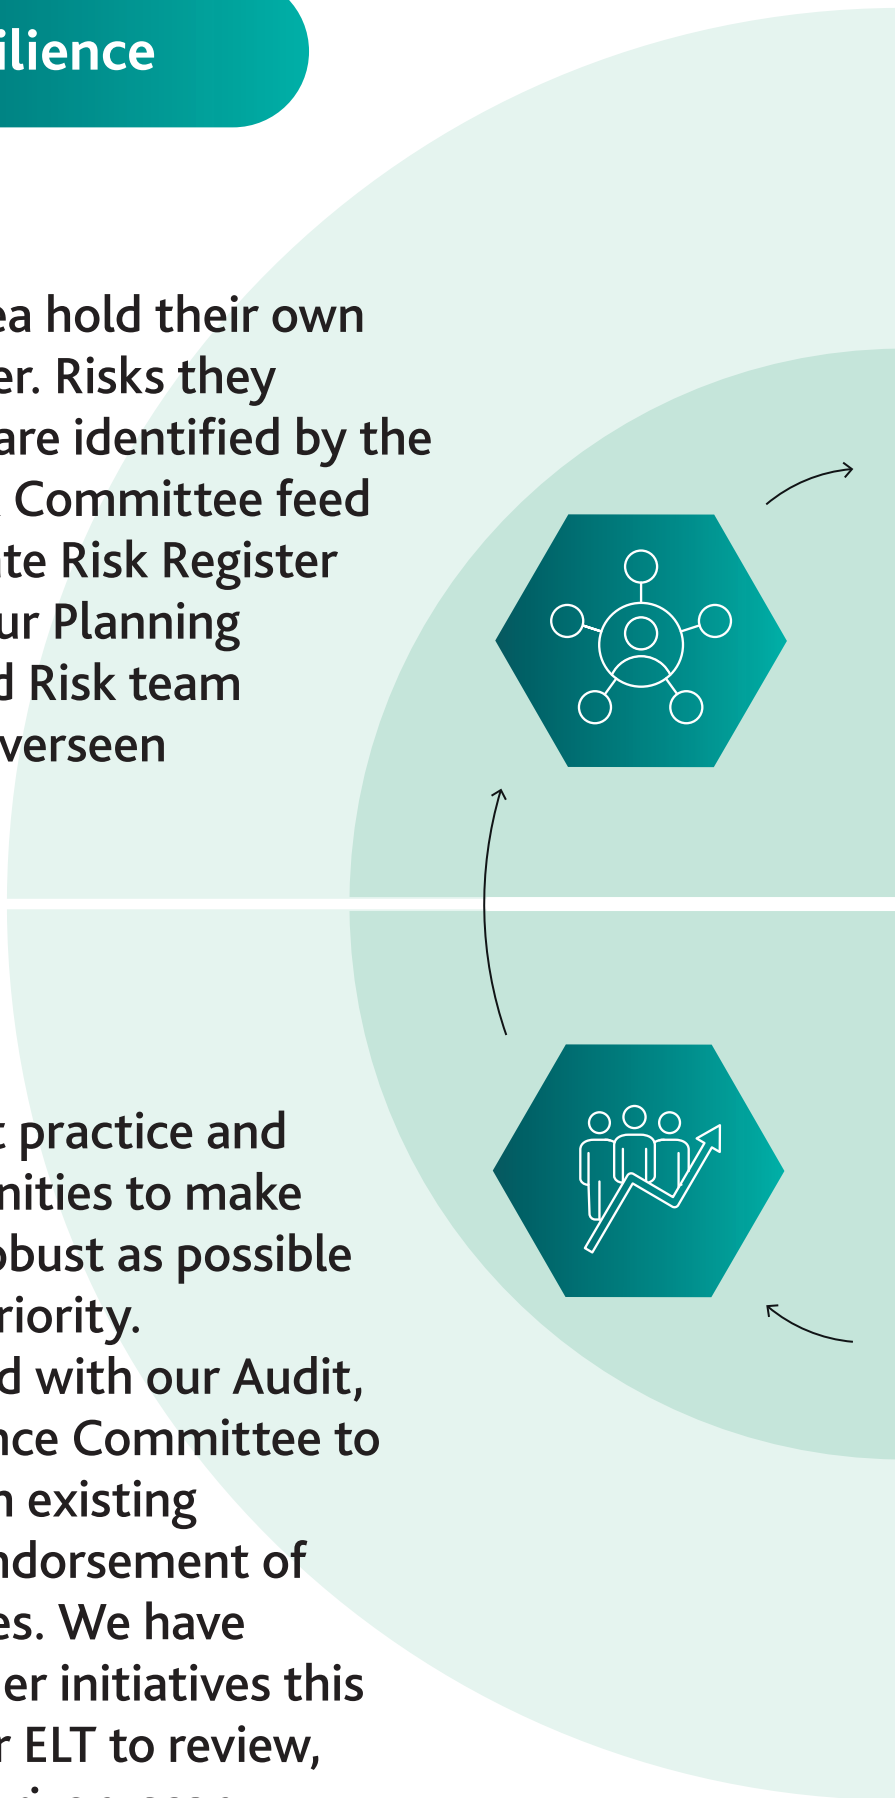 ilience
ea hold their own
er. Risks they
are identified by the
Committee feed
ate Risk Register
ur Planning
d Risk team
verseen
t practice and
nities to make
obust as possible
riority.
d with our Audit,
nce Committee to
n existing
ndorsement of
es. We have
er initiatives this
r ELT to review,